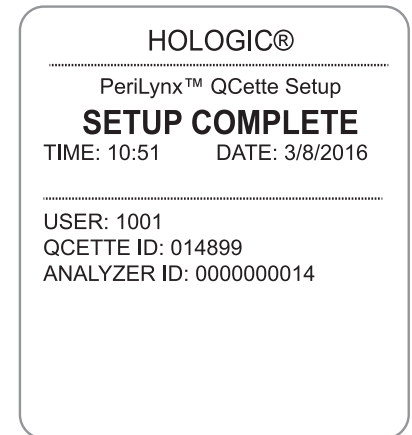 HOLOGIC®
PeriLynx™ QCette Setup
SETUP COMPLETE
TIME: 10:51 DATE: 3/8/2016
USER: 1001
QCETTE ID: 014899
ANALYZER ID: 0000000014